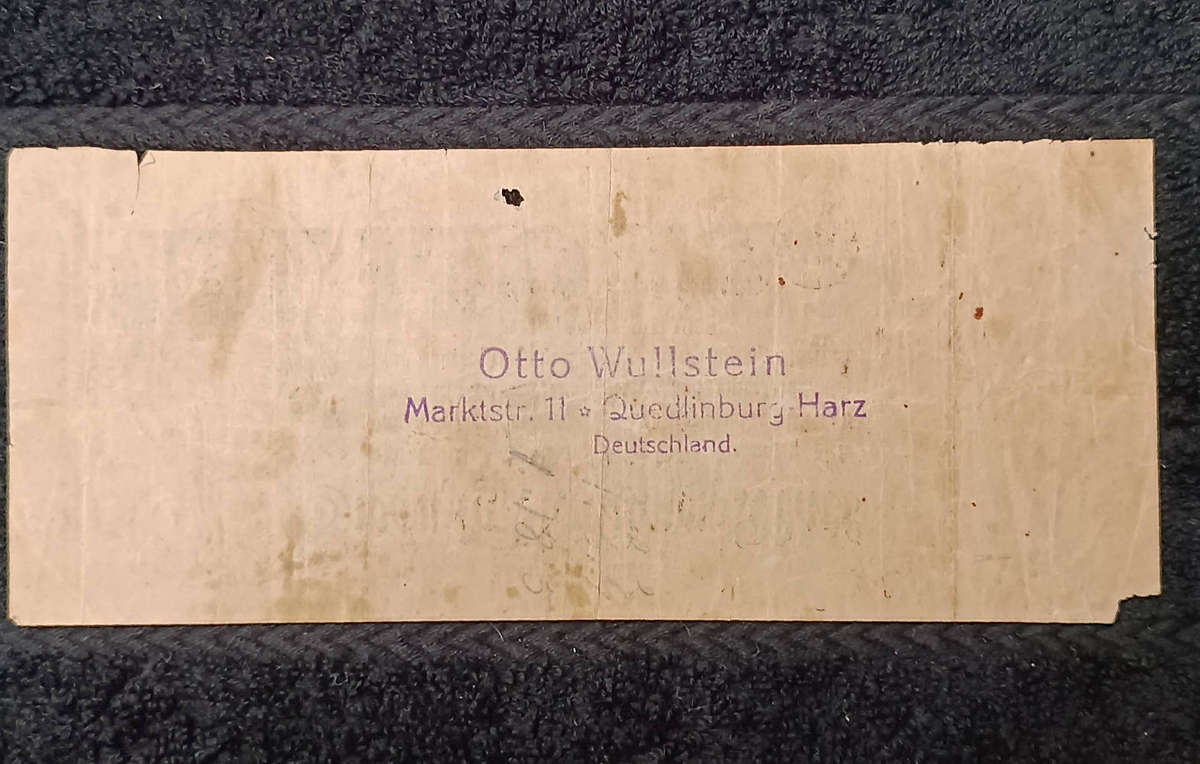 Otto Wullstein
Marktstr. 11 ☆ Quedlinburg-Harz
Deutschland.